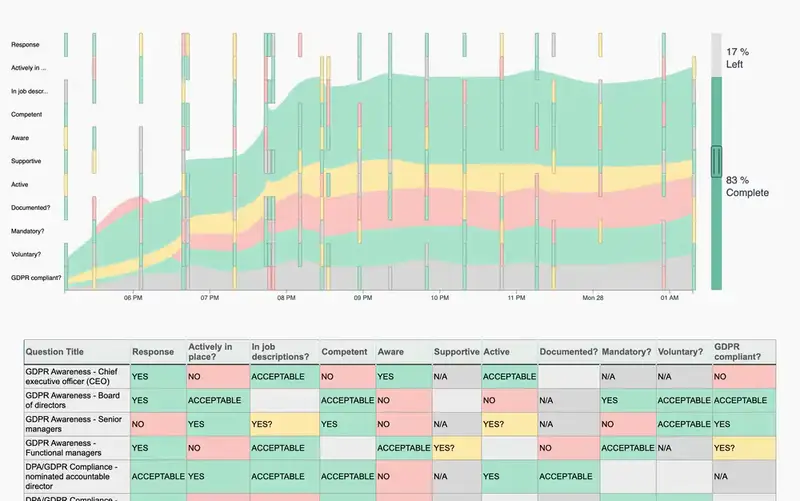 Response
Actively in ...
In job descr...
Competent
Aware
Supportive
Active
Documented?
Mandatory?
Voluntary?
GDPR compliant?
06 PM 07 PM 08 PM 09 PM 10 PM 11 PM Mon 28 01 AM
17 %
Left
83 %
Complete
Question Title Response Actively in place? In job descriptions? Competent Aware Supportive Active Documented? Mandatory? Voluntary? GDPR compliant?
GDPR Awareness - Chief executive officer (CEO) YES NO ACCEPTABLE NO YES N/A ACCEPTABLE N/A N/A NO
GDPR Awareness - Board of directors YES ACCEPTABLE ACCEPTABLE NO NO N/A YES ACCEPTABLE ACCEPTABLE
GDPR Awareness - Senior managers NO YES YES? YES NO N/A YES? N/A NO ACCEPTABLE YES
GDPR Awareness - Functional managers YES NO ACCEPTABLE ACCEPTABLE YES? NO ACCEPTABLE N/A YES?
DPA/GDPR Compliance - nominated accountable director ACCEPTABLE YES ACCEPTABLE ACCEPTABLE NO N/A YES ACCEPTABLE N/A